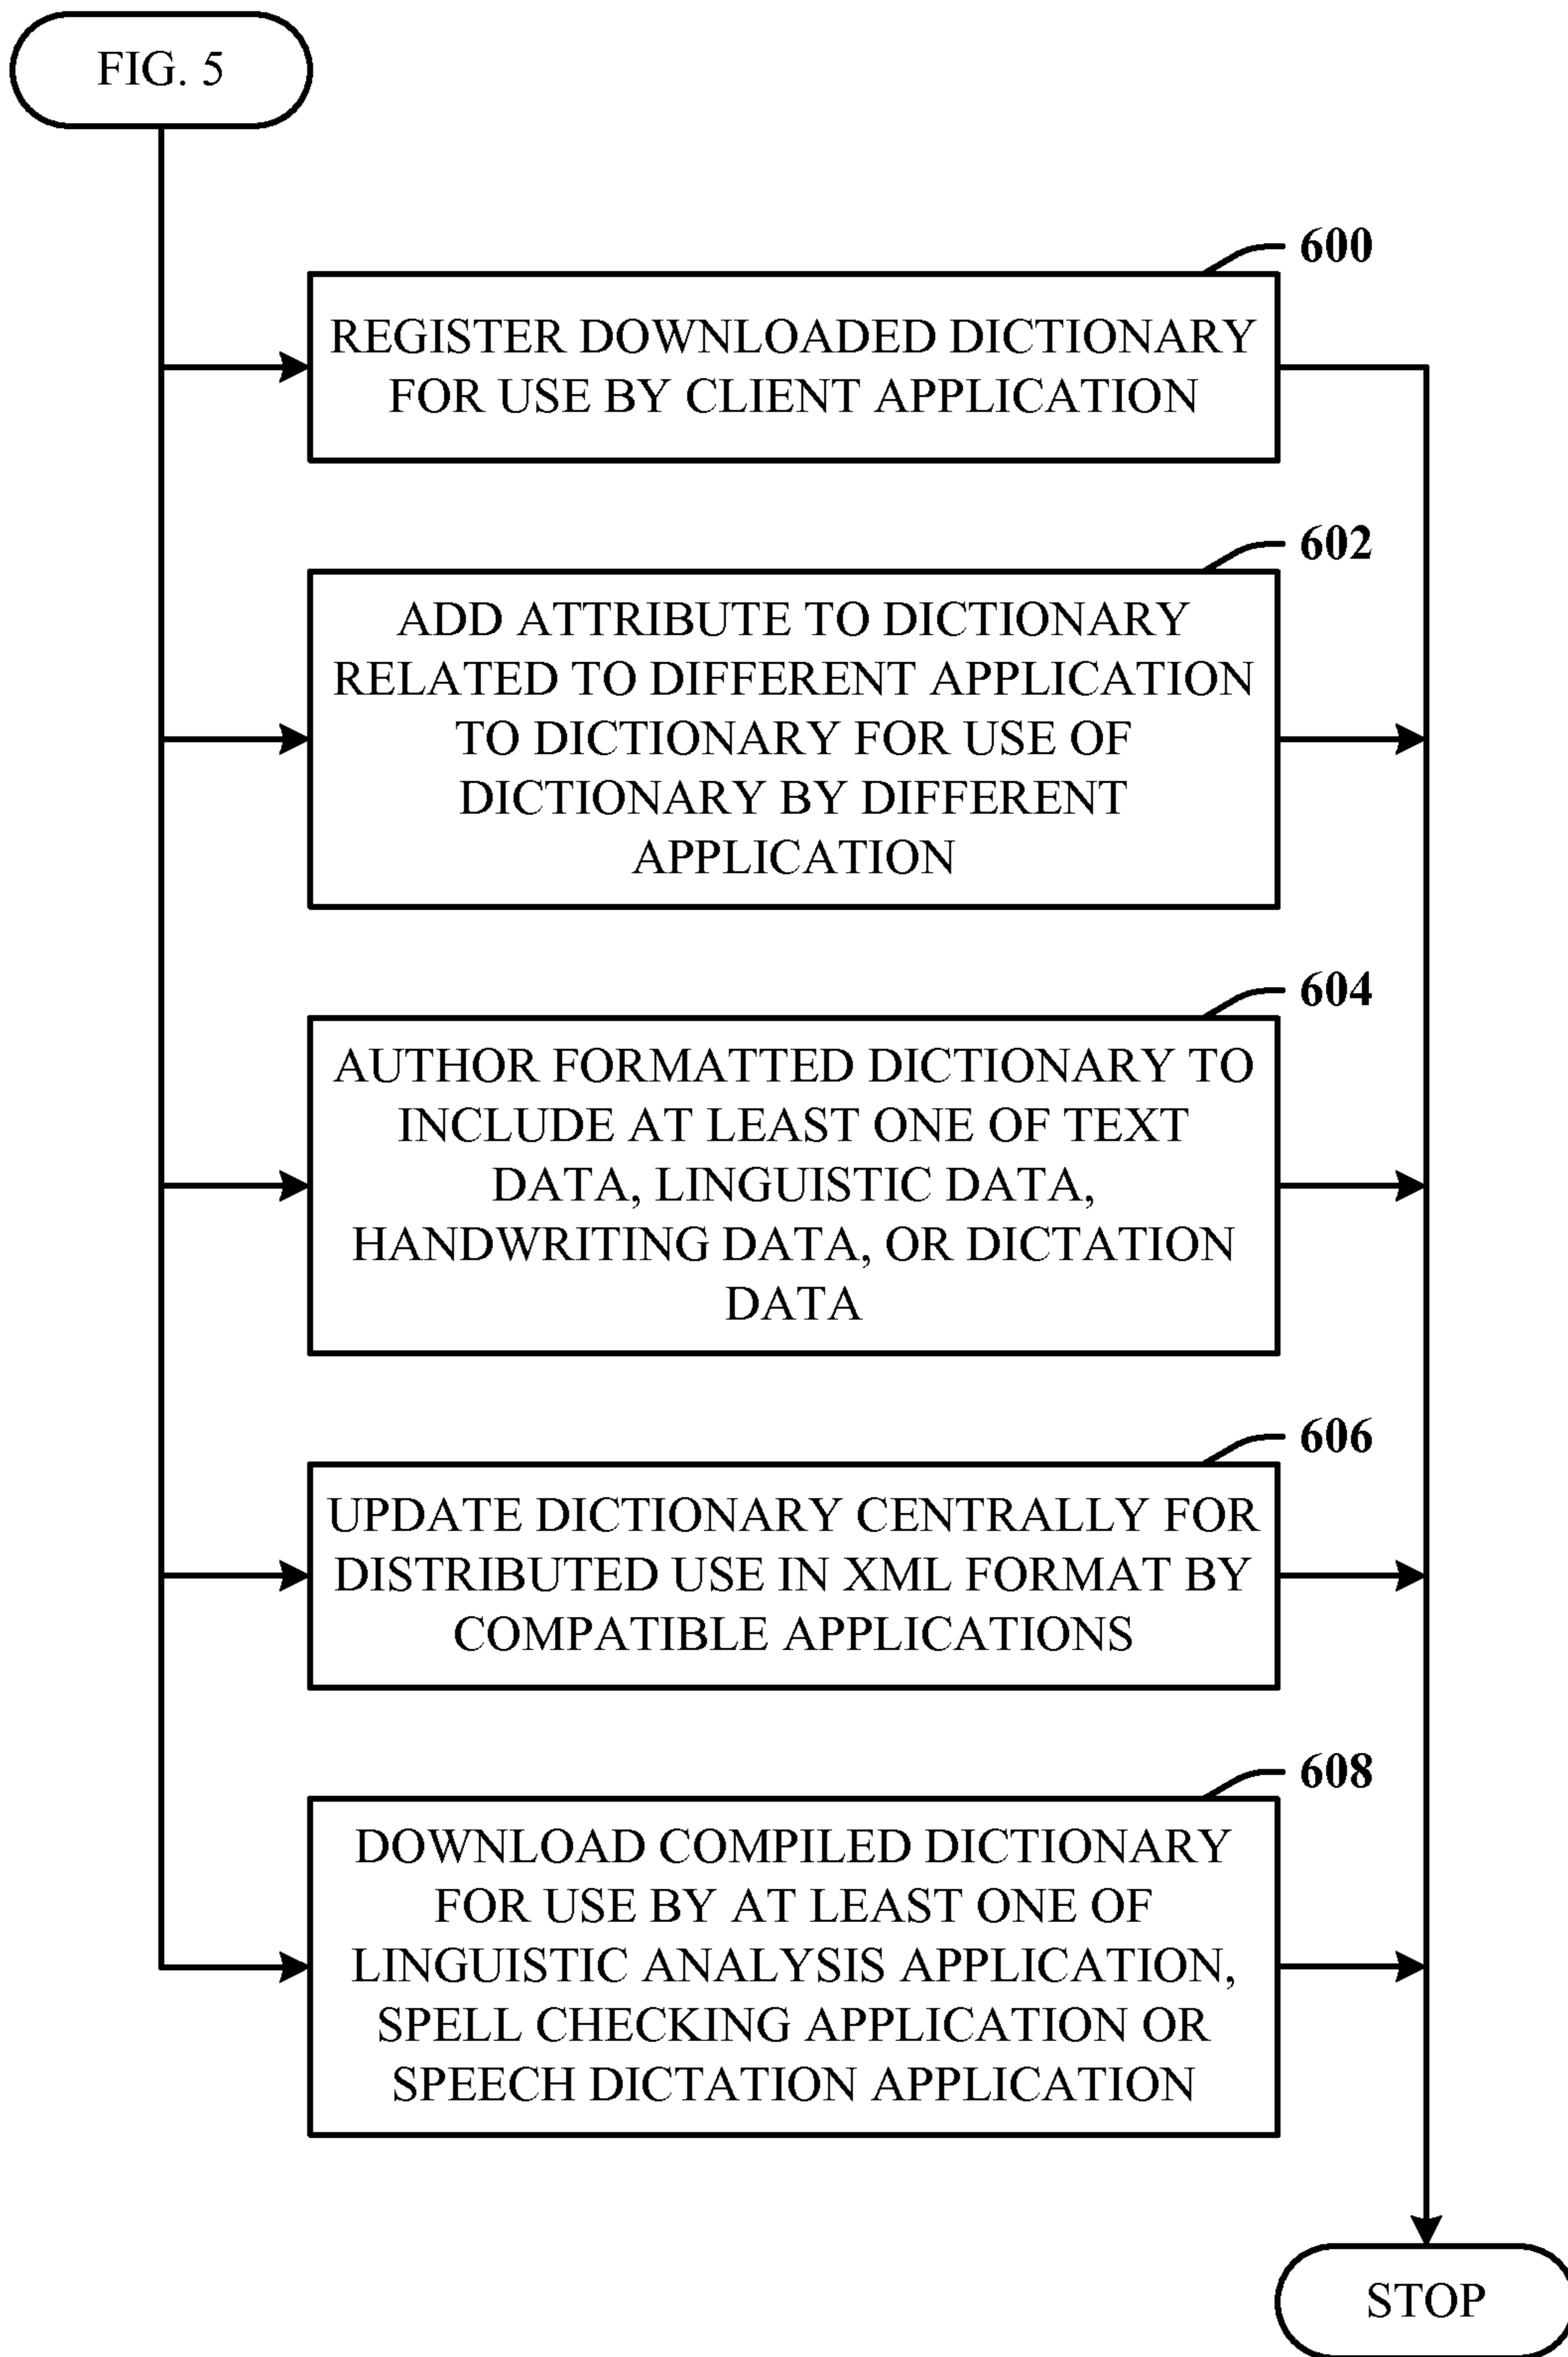 FIG. 5
600
REGISTER DOWNLOADED DICTIONARY
FOR USE BY CLIENT APPLICATION
602
ADD ATTRIBUTE TO DICTIONARY
RELATED TO DIFFERENT APPLICATION
TO DICTIONARY FOR USE OF
DICTIONARY BY DIFFERENT
APPLICATION
604
AUTHOR FORMATTED DICTIONARY TO
INCLUDE AT LEAST ONE OF TEXT
DATA, LINGUISTIC DATA,
HANDWRITING DATA, OR DICTATION
DATA
606
UPDATE DICTIONARY CENTRALLY FOR
DISTRIBUTED USE IN XML FORMAT BY
COMPATIBLE APPLICATIONS
608
DOWNLOAD COMPILED DICTIONARY
FOR USE BY AT LEAST ONE OF
LINGUISTIC ANALYSIS APPLICATION,
SPELL CHECKING APPLICATION OR
SPEECH DICTATION APPLICATION
STOP